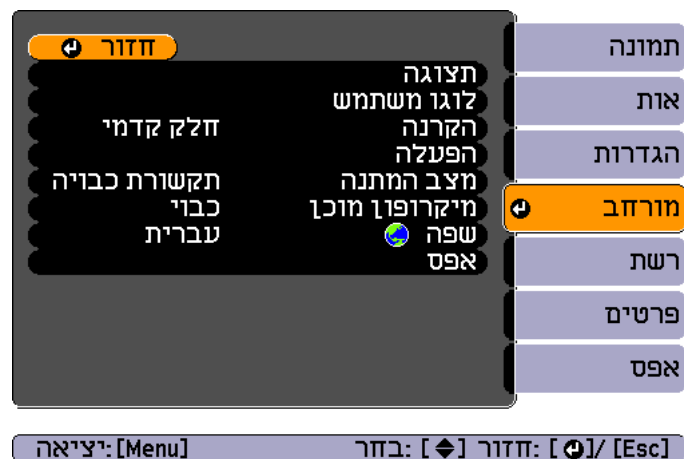 תמונה
אות
הגדרות
מורחב
רשת
פרטים
אפס
חזור
תצוגה
לוגו משתמש
הקרנה חלק קדמי
הפעלה
מצב המתנה תקשורת כבויה
מיקרופון מוכן כבוי
שפה עברית
אפס
[Esc] /[ ] :חזור [ ] :בחר [Menu]:יציאה